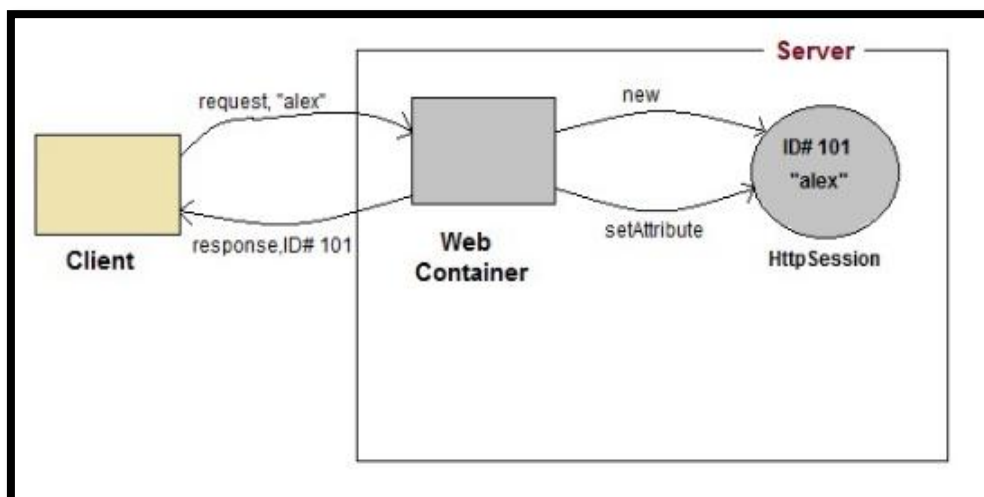 Server
request, "alex"
new
ID# 101
"alex"
response,ID# 101
setAttribute
Client
Web
Container
HttpSession